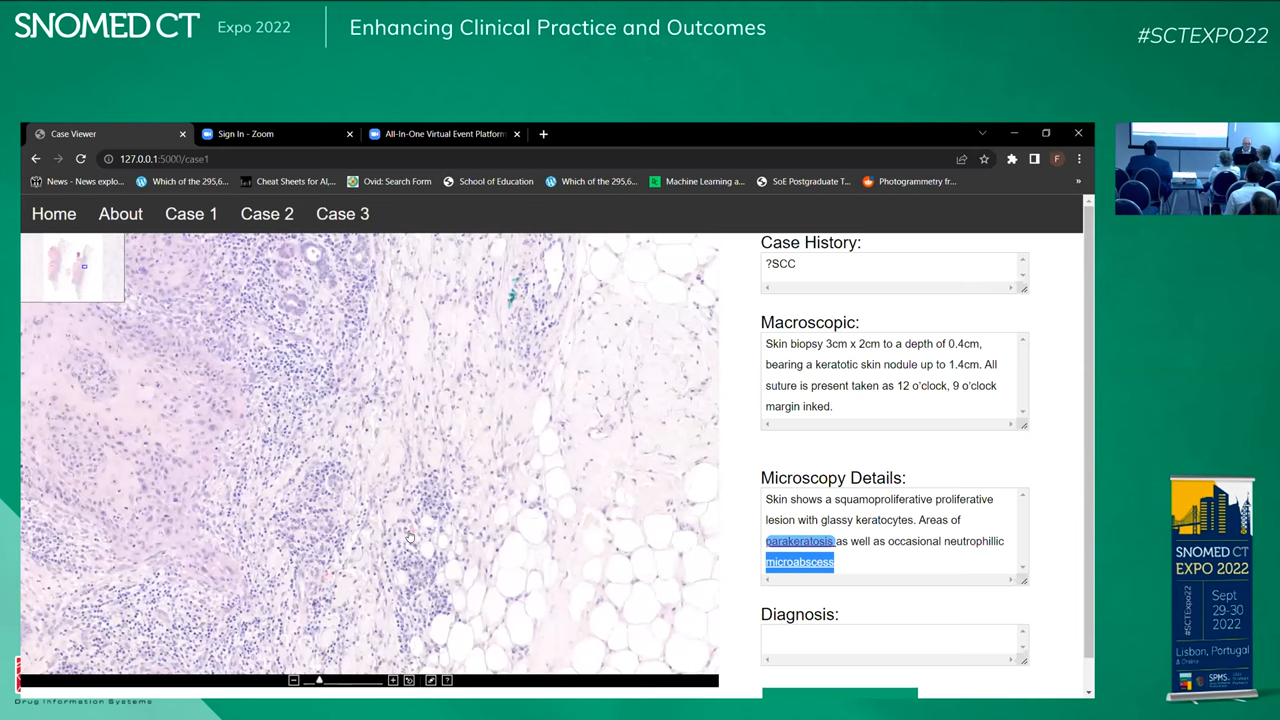 SNOMED CT Expo 2022 Enhancing Clinical Practice and Outcomes
#SCTEXPO22
Case Viewer
Sign In - Zoom
All-In-One Virtual Event Platform
127.0.0.1:5000/case1
F
News - News explo...
Which of the 295,6...
Cheat Sheets for AI,...
Ovid: Search Form
School of Education
Which of the 295,6...
Machine Learning a...
SoE Postgraduate T...
Photogrammetry fr...
»
Home About Case 1 Case 2 Case 3
Case History:
?SCC
Macroscopic:
Skin biopsy 3cm x 2cm to a depth of 0.4cm,
bearing a keratotic skin nodule up to 1.4cm. All
suture is present taken as 12 o'clock, 9 o'clock
margin inked.
Microscopy Details:
Skin shows a squamoproliferative proliferative
lesion with glassy keratocytes. Areas of
parakeratosis as well as occasional neutrophillic
microabscess
Diagnosis:
SNOMED CT
EXPO 2022
#SCTExpo22
Sept
29-30
2022
Lisbon, Portugal
& Online
SPMS
Drug Information Systems